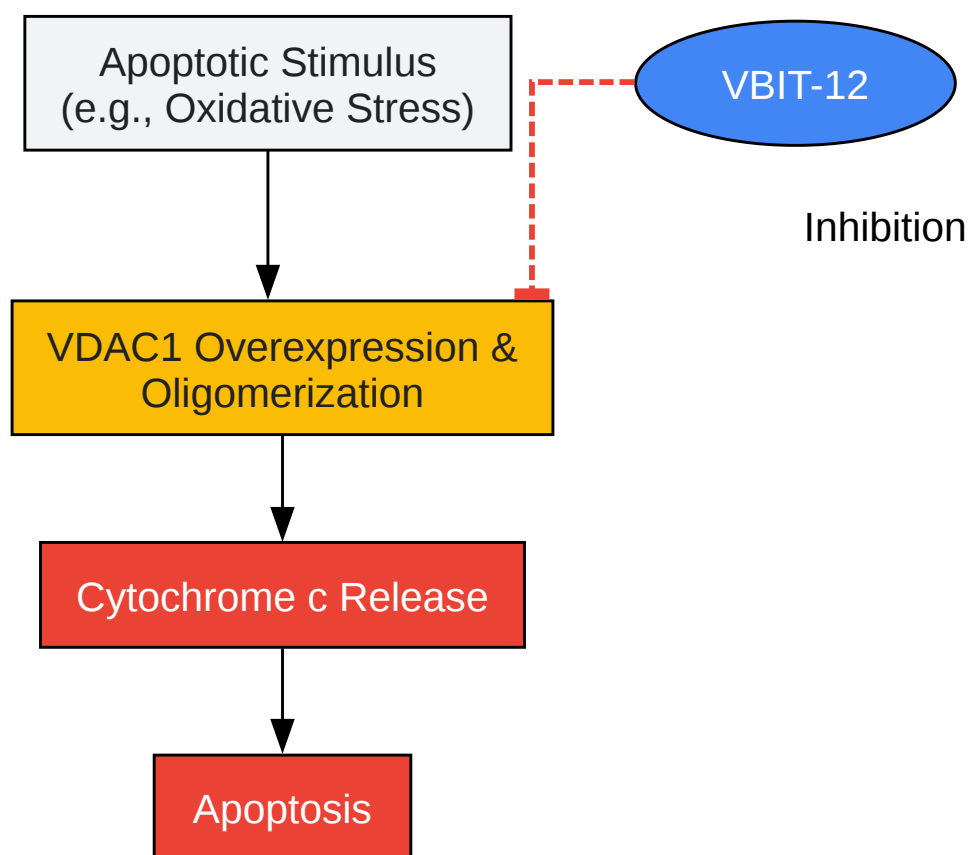 Apoptotic Stimulus
(e.g., Oxidative Stress)
VBIT-12
Inhibition
VDAC1 Overexpression &
Oligomerization
Cytochrome c Release
Apoptosis